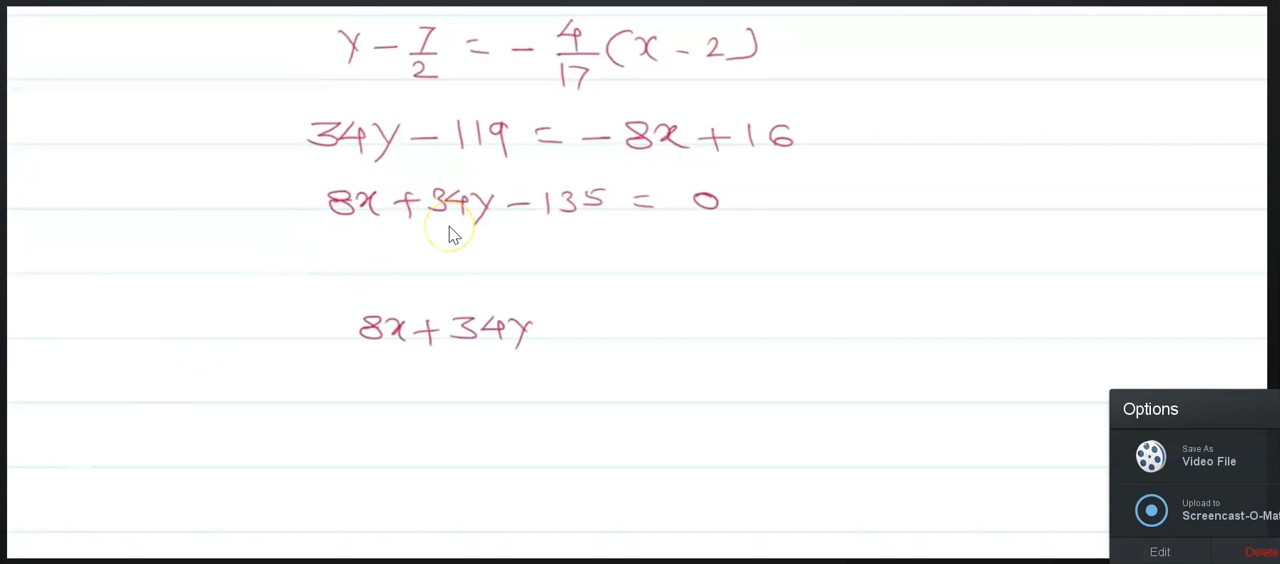 y - 7/2 = - 4/17 (x - 2)
34y - 119 = - 8x + 16
8x + 34y - 135 = 0
8x + 34y
Options
Save As
Video File
Upload to
Screencast-O-Mat
Edit
Delete